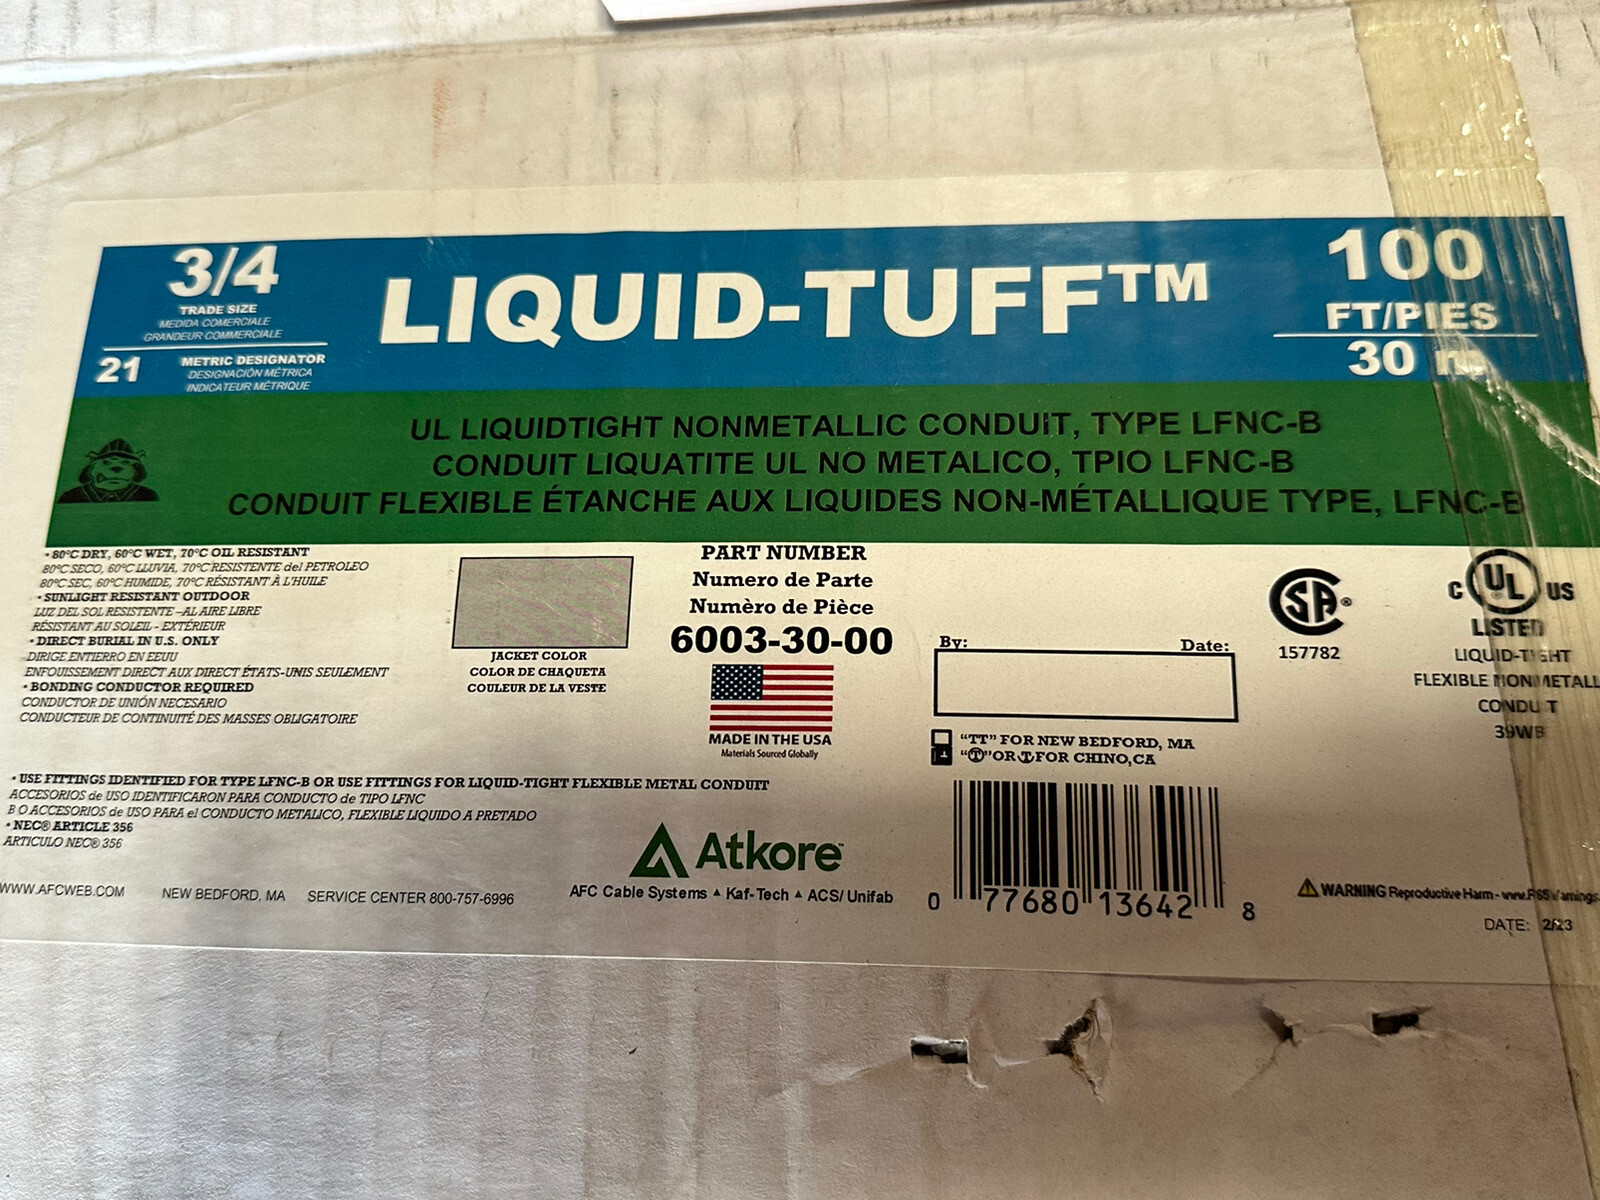 3/4
TRADE SIZE
MEDIDA COMERCIALE
GRANDEUR COMMERCIALE
21
METRIC DESIGNATOR
DESIGNACIÓN MÉTRICA
INDICATEUR MÉTRIQUE
LIQUID-TUFF™
100
FT/PIES
30 m
UL LIQUIDTIGHT NONMETALLIC CONDUIT, TYPE LFNC-B
CONDUIT LIQUATITE UL NO METALICO, TPIO LFNC-B
CONDUIT FLEXIBLE ÉTANCHE AUX LIQUIDES NON-MÉTALLIQUE TYPE, LFNC-B
• 80°C DRY, 60°C WET, 70°C OIL RESISTANT
80°C SECO, 60°C LLUVIA, 70°C RESISTENTE del PETROLEO
80°C SEC, 60°C HUMIDE, 70°C RÉSISTANT À L'HUILE
• SUNLIGHT RESISTANT OUTDOOR
LUZ DEL SOL RESISTENTE –AL AIRE LIBRE
RÉSISTANT AU SOLEIL - EXTÉRIEUR
• DIRECT BURIAL IN U.S. ONLY
DIRIGE ENTIERRO EN EEUU
ENFOUISSEMENT DIRECT AUX DIRECT ÉTATS-UNIS SEULEMENT
• BONDING CONDUCTOR REQUIRED
CONDUCTOR DE UNIÓN NECESARIO
CONDUCTEUR DE CONTINUITÉ DES MASSES OBLIGATOIRE
JACKET COLOR
COLOR DE CHAQUETA
COULEUR DE LA VESTE
PART NUMBER
Numero de Parte
Numèro de Pièce
6003-30-00
MADE IN THE USA
Materials Sourced Globally
By:
Date:
"TT" FOR NEW BEDFORD, MA
"Ⓣ"OR FOR CHINO,CA
CSA®
157782
C UL US
LISTED
LIQUID-TIGHT
FLEXIBLE NONMETALL
CONDUIT
39WB
• USE FITTINGS IDENTIFIED FOR TYPE LFNC-B OR USE FITTINGS FOR LIQUID-TIGHT FLEXIBLE METAL CONDUIT
ACCESORIOS de USO IDENTIFICARON PARA CONDUCTO de TIPO LFNC
B O ACCESORIOS de USO PARA el CONDUCTO METALICO, FLEXIBLE LIQUIDO A PRETADO
• NEC® ARTICLE 356
ARTICULO NEC® 356
WWW.AFCWEB.COM NEW BEDFORD, MA SERVICE CENTER 800-757-6996
Atkore™
AFC Cable Systems ▲ Kaf-Tech ▲ ACS/ Unifab
0 77680 13642 8
⚠ WARNING Reproductive Harm - www.P65Warnings
DATE: 2/23